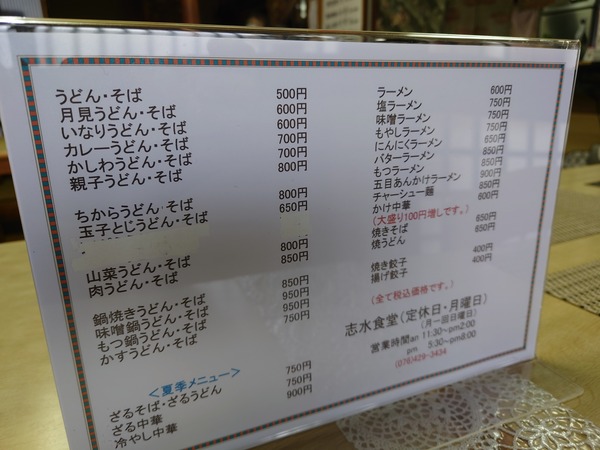 うどん・そば 500円
月見うどん・そば 600円
いなりうどん・そば 600円
カレーうどん・そば 700円
かしわうどん・そば 700円
親子うどん・そば 800円
ちからうどん・そば 800円
玉子とじうどん・そば 650円
山菜うどん・そば 800円
肉うどん・そば 850円
鍋焼きうどん・そば 850円
味噌鍋うどん・そば 950円
もつ鍋うどん・そば 950円
かすうどん・そば 750円
<夏季メニュー>
ざるそば・ざるうどん 750円
ざる中華 750円
冷やし中華 900円
ラーメン 600円
塩ラーメン 750円
味噌ラーメン 750円
もやしラーメン 750円
にんにくラーメン 650円
バターラーメン 850円
もつラーメン 850円
五目あんかけラーメン 900円
チャーシュー麺 850円
かけ中華 600円
(大盛り100円増しです。)
焼きそば 650円
焼うどん 850円
焼き餃子 400円
揚げ餃子 400円
(全て税込価格です。)
志水食堂(定休日・月曜日)
(月一回日曜日)
営業時間an 11:30~pm2:00
pm 5:30~pm8:00
(076)429-3434